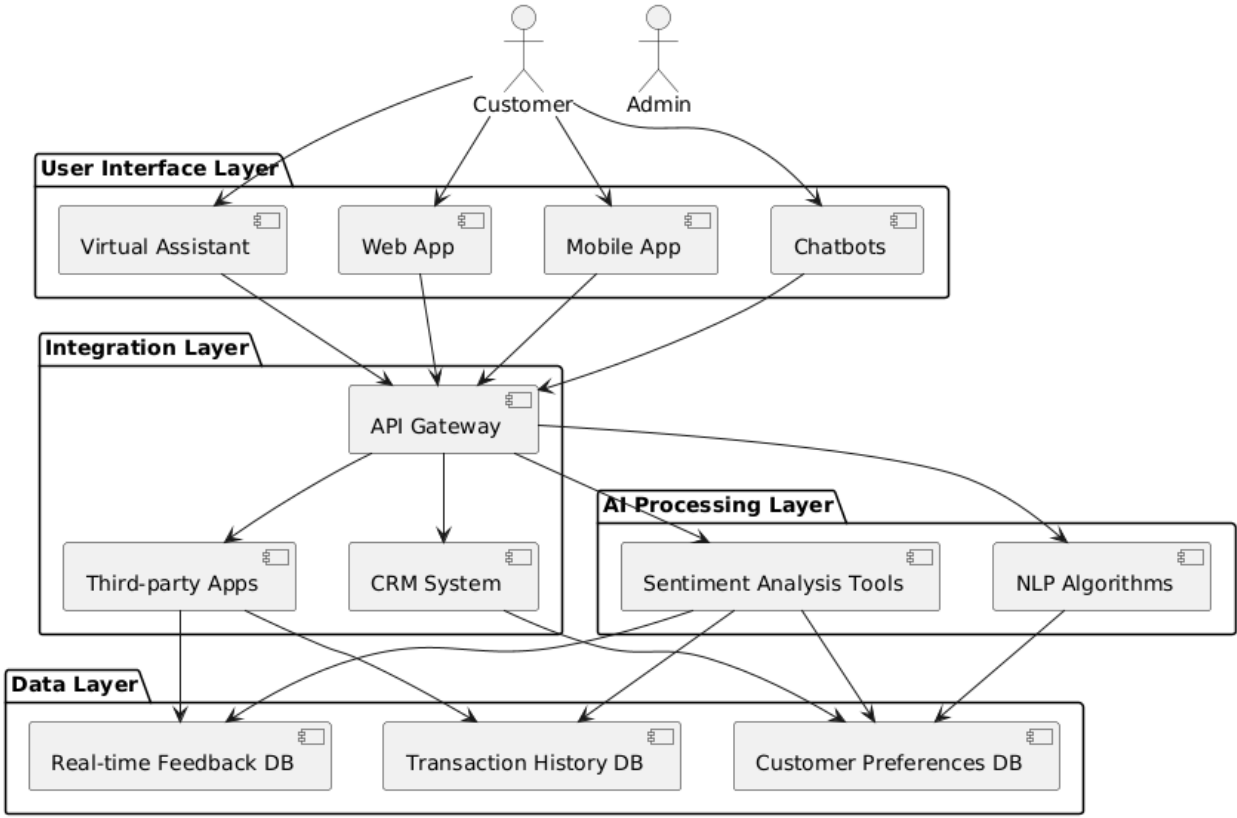 Customer
Admin
User Interface Layer
Virtual Assistant
Web App
Mobile App
Chatbots
Integration Layer
API Gateway
AI Processing Layer
Third-party Apps
CRM System
Sentiment Analysis Tools
NLP Algorithms
Data Layer
Real-time Feedback DB
Transaction History DB
Customer Preferences DB